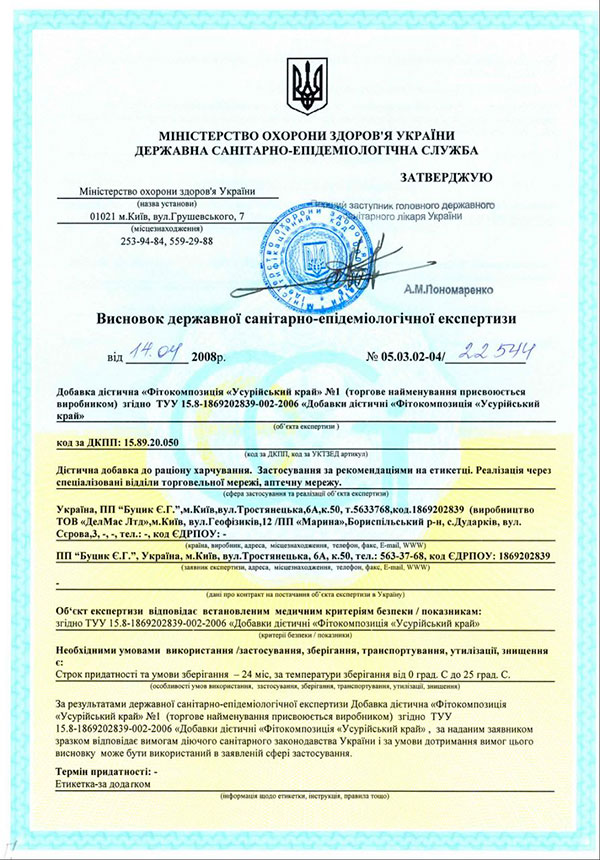 МІНІСТЕРСТВО ОХОРОНИ ЗДОРОВ'Я УКРАЇНИ
ДЕРЖАВНА САНІТАРНО-ЕПІДЕМІОЛОГІЧНА СЛУЖБА
ЗАТВЕРДЖУЮ
Міністерство охорони здоров'я України
(назва установи)
01021 м.Київ, вул.Грушевського, 7
(місцезнаходження)
253-94-84, 559-29-88
заступник головного державного
санітарного лікаря України
А.М.Пономаренко
Висновок державної санітарно-епідеміологічної експертизи
від 14.04 2008р. № 05.03.02-04/ 22544
Добавка дієтична «Фітокомпозиція «Усурійський край» №1 (торгове найменування присвоюється
виробником) згідно ТУУ 15.8-1869202839-002-2006 «Добавки дієтичні «Фітокомпозиція «Усурійський
край»
(об'єкта експертизи )
код за ДКПП: 15.89.20.050
(код за ДКПП, код за УКТЗЕД артикул)
Дієтична добавка до раціону харчування. Застосування за рекомендаціями на етикетці. Реалізація через
спеціалізовані відділи торговельної мережі, аптечну мережу.
(сфера застосування та реалізації об'єкта експертизи)
Україна, ПП “Буцик Є.Г.”,м.Київ,вул.Тростянецька,6А,к.50, т.5633768,код.1869202839 (виробництво
ТОВ «ДелМас Лтд»,м.Київ, вул.Геофізиків,12 /ПП «Марина»,Бориспільський р-н, с.Дударків, вул.
Сєрова,3, -, -, тел.: -, код ЄДРПОУ: -
(країна, виробник, адреса, місцезнаходження, телефон, факс, E-mail, WWW)
ПП “Буцик Є.Г.”, Україна, м.Київ, вул.Тростянецька, 6А, к.50, тел.: 563-37-68, код ЄДРПОУ: 1869202839
(заявник експертизи, адреса, місцезнаходження, телефон, факс, E-mail, WWW)
-
(дані про контракт на постачання об'єкта експертизи в Україну)
Об'єкт експертизи відповідає встановленим медичним критеріям безпеки / показникам:
згідно ТУУ 15.8-1869202839-002-2006 «Добавки дієтичні «Фітокомпозиція «Усурійський край»
(критерії безпеки / показники)
Необхідними умовами використання /застосування, зберігання, транспортування, утилізації, знищення
є:
Строк придатності та умови зберігання – 24 міс, за температури зберігання від 0 град. С до 25 град. С.
(особливості умов використання, застосування, зберігання, транспортування, утилізації, знищення)
За результатами державної санітарно-епідеміологічної експертизи Добавка дієтична «Фітокомпозиція
«Усурійський край» №1 (торгове найменування присвоюється виробником) згідно ТУУ
15.8-1869202839-002-2006 «Добавки дієтичні «Фітокомпозиція «Усурійський край» , за наданим заявником
зразком відповідає вимогам діючого санітарного законодавства України і за умови дотримання вимог цього
висновку може бути використаний в заявленій сфері застосування.
Термін придатності: -
Етикетка-за додатком
(інформація щодо етикетки, інструкція, правила тощо)